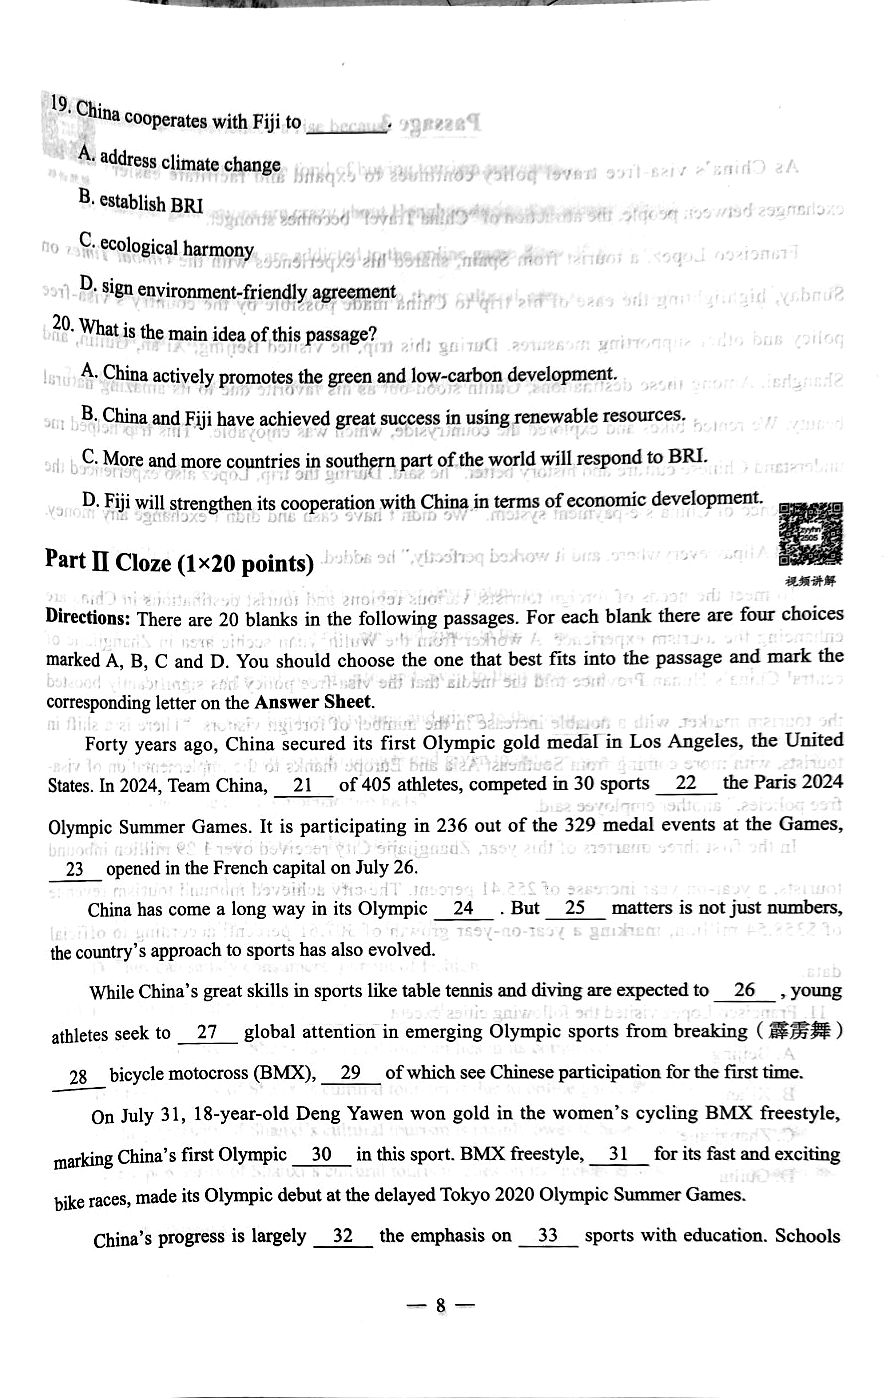 19. China cooperates with Fiji to ________.
A. address climate change
B. establish BRI
C. ecological harmony
D. sign environment-friendly agreement
20. What is the main idea of this passage?
A. China actively promotes the green and low-carbon development.
B. China and Fiji have achieved great success in using renewable resources.
C. More and more countries in southern part of the world will respond to BRI.
D. Fiji will strengthen its cooperation with China in terms of economic development.
Part II Cloze (1×20 points)
视频讲解
Directions: There are 20 blanks in the following passages. For each blank there are four choices
marked A, B, C and D. You should choose the one that best fits into the passage and mark the
corresponding letter on the Answer Sheet.
Forty years ago, China secured its first Olympic gold medal in Los Angeles, the United
States. In 2024, Team China, 21 of 405 athletes, competed in 30 sports 22 the Paris 2024
Olympic Summer Games. It is participating in 236 out of the 329 medal events at the Games,
23 opened in the French capital on July 26.
China has come a long way in its Olympic 24 . But 25 matters is not just numbers,
the country's approach to sports has also evolved.
While China's great skills in sports like table tennis and diving are expected to 26 , young
athletes seek to 27 global attention in emerging Olympic sports from breaking (霹雳舞)
28 bicycle motocross (BMX), 29 of which see Chinese participation for the first time.
On July 31, 18-year-old Deng Yawen won gold in the women's cycling BMX freestyle,
marking China's first Olympic 30 in this sport. BMX freestyle, 31 for its fast and exciting
bike races, made its Olympic debut at the delayed Tokyo 2020 Olympic Summer Games.
China's progress is largely 32 the emphasis on 33 sports with education. Schools
— 8 —